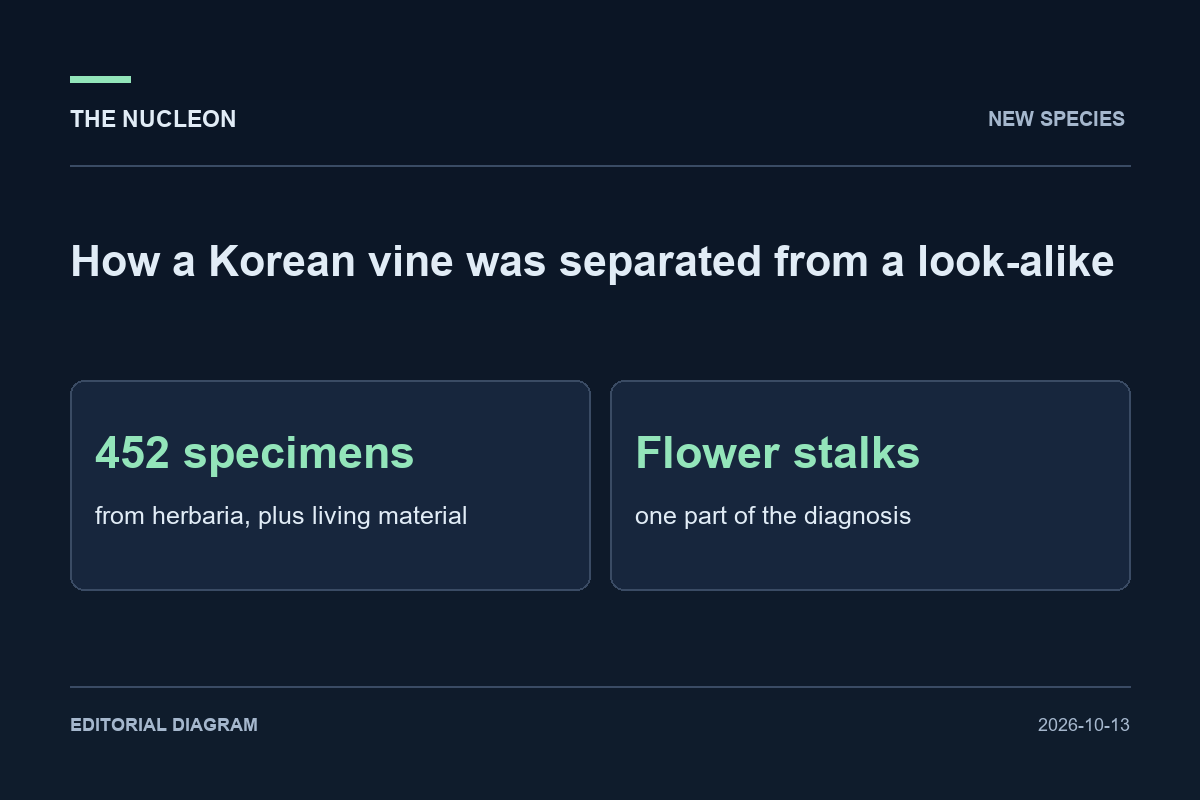 THE NUCLEON
NEW SPECIES
How a Korean vine was separated from a look-alike
452 specimens
from herbaria, plus living material
Flower stalks
one part of the diagnosis
EDITORIAL DIAGRAM
2026-10-13